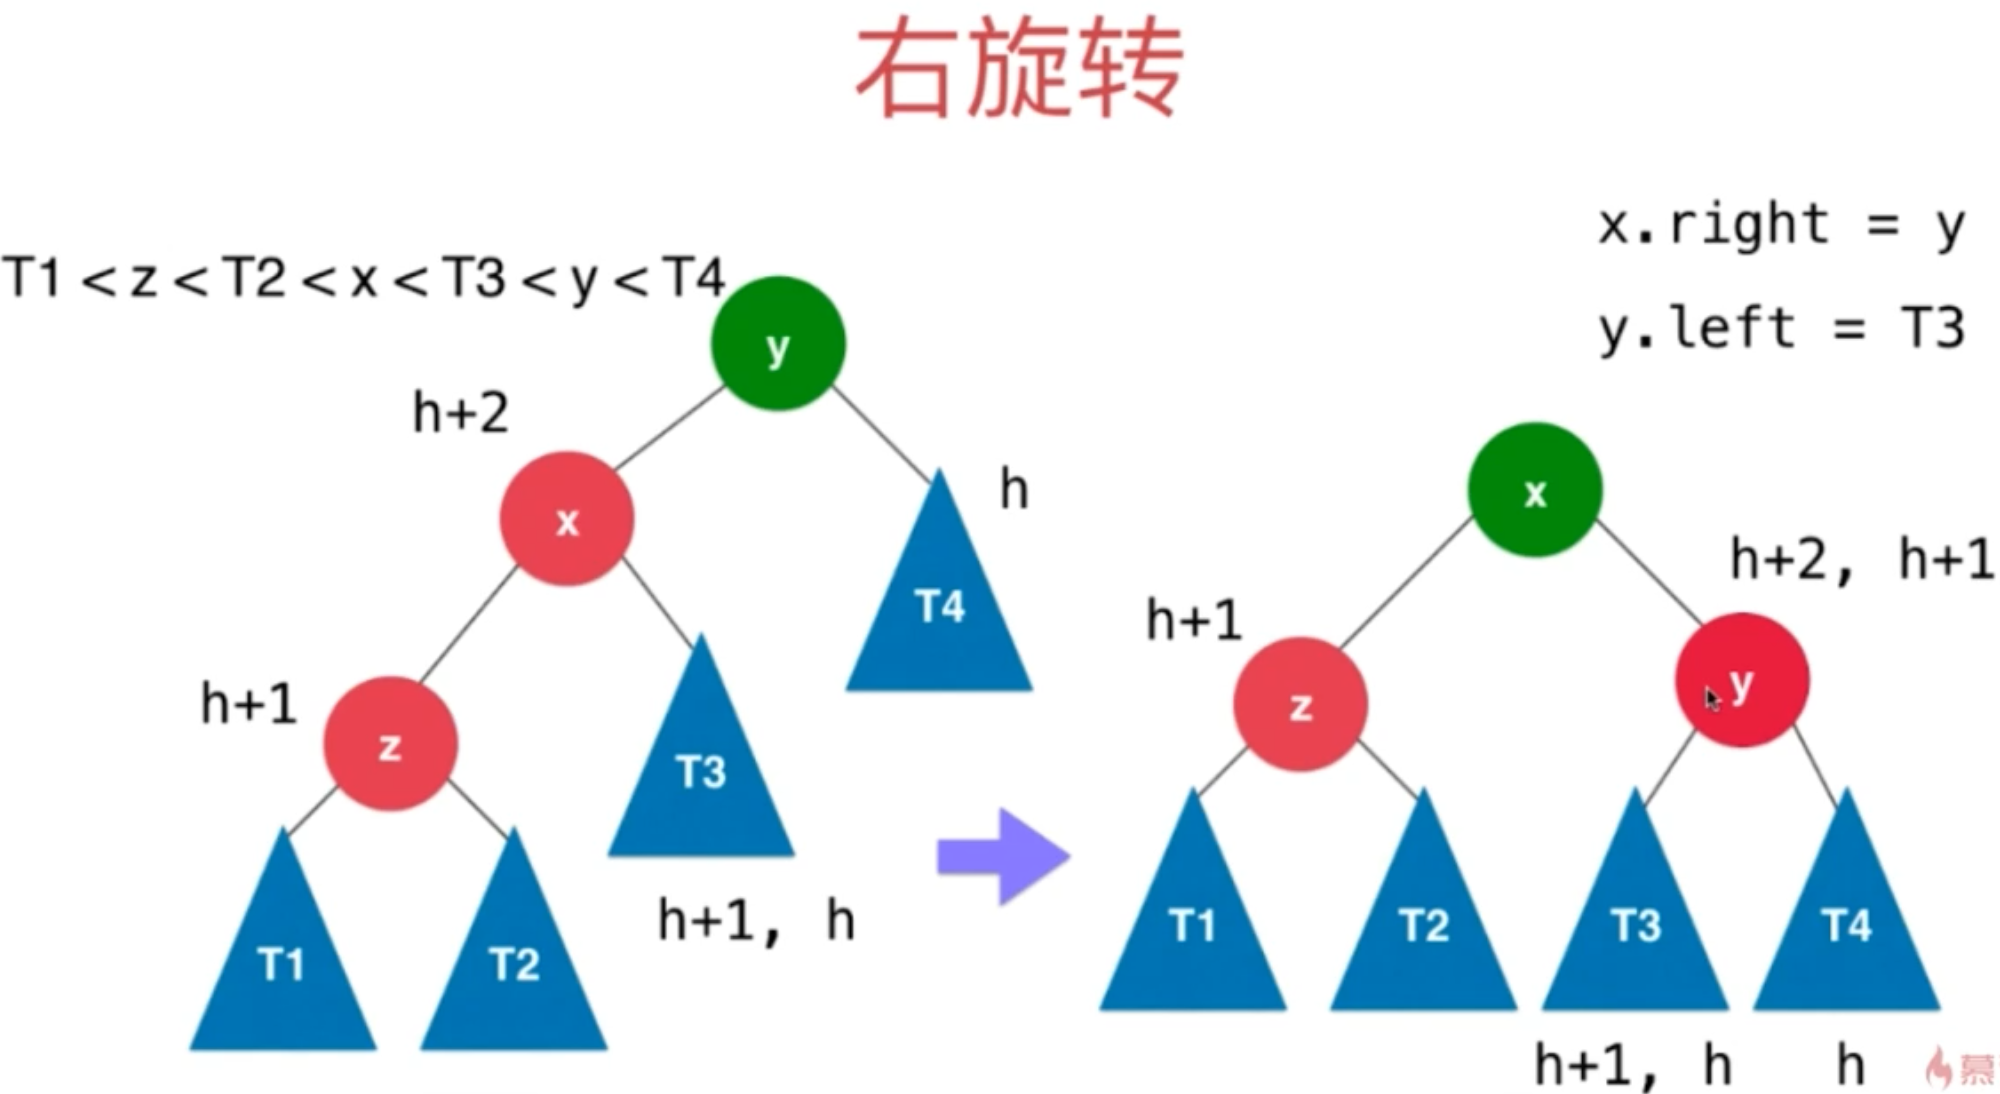 右旋转
x.right = y
y.left = T3
T1 < z < T2 < x < T3 < y < T4
y
h+2
x
h
T4
h+1
z
T3
T1
T2
h+1, h
x
h+2, h+1
h+1
z
y
T1
T2
T3
T4
h+1, h
h
慕